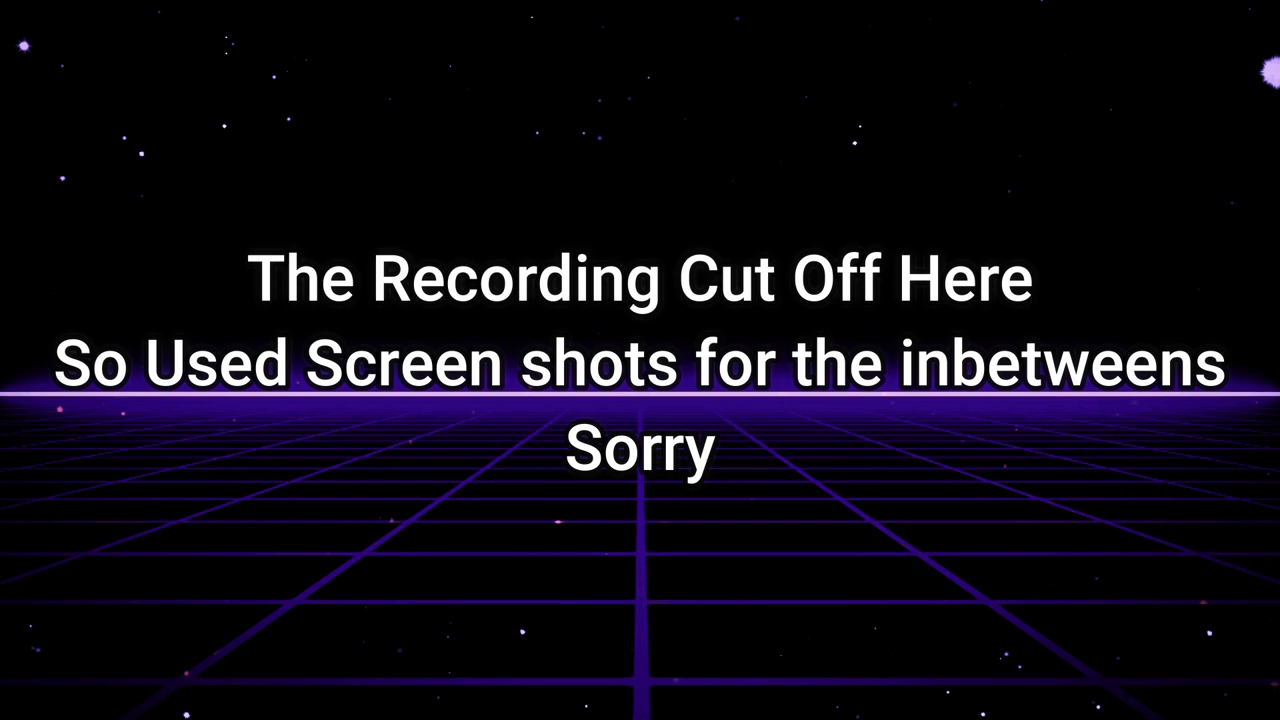 The Recording Cut Off Here
So Used Screen shots for the inbetweens
Sorry